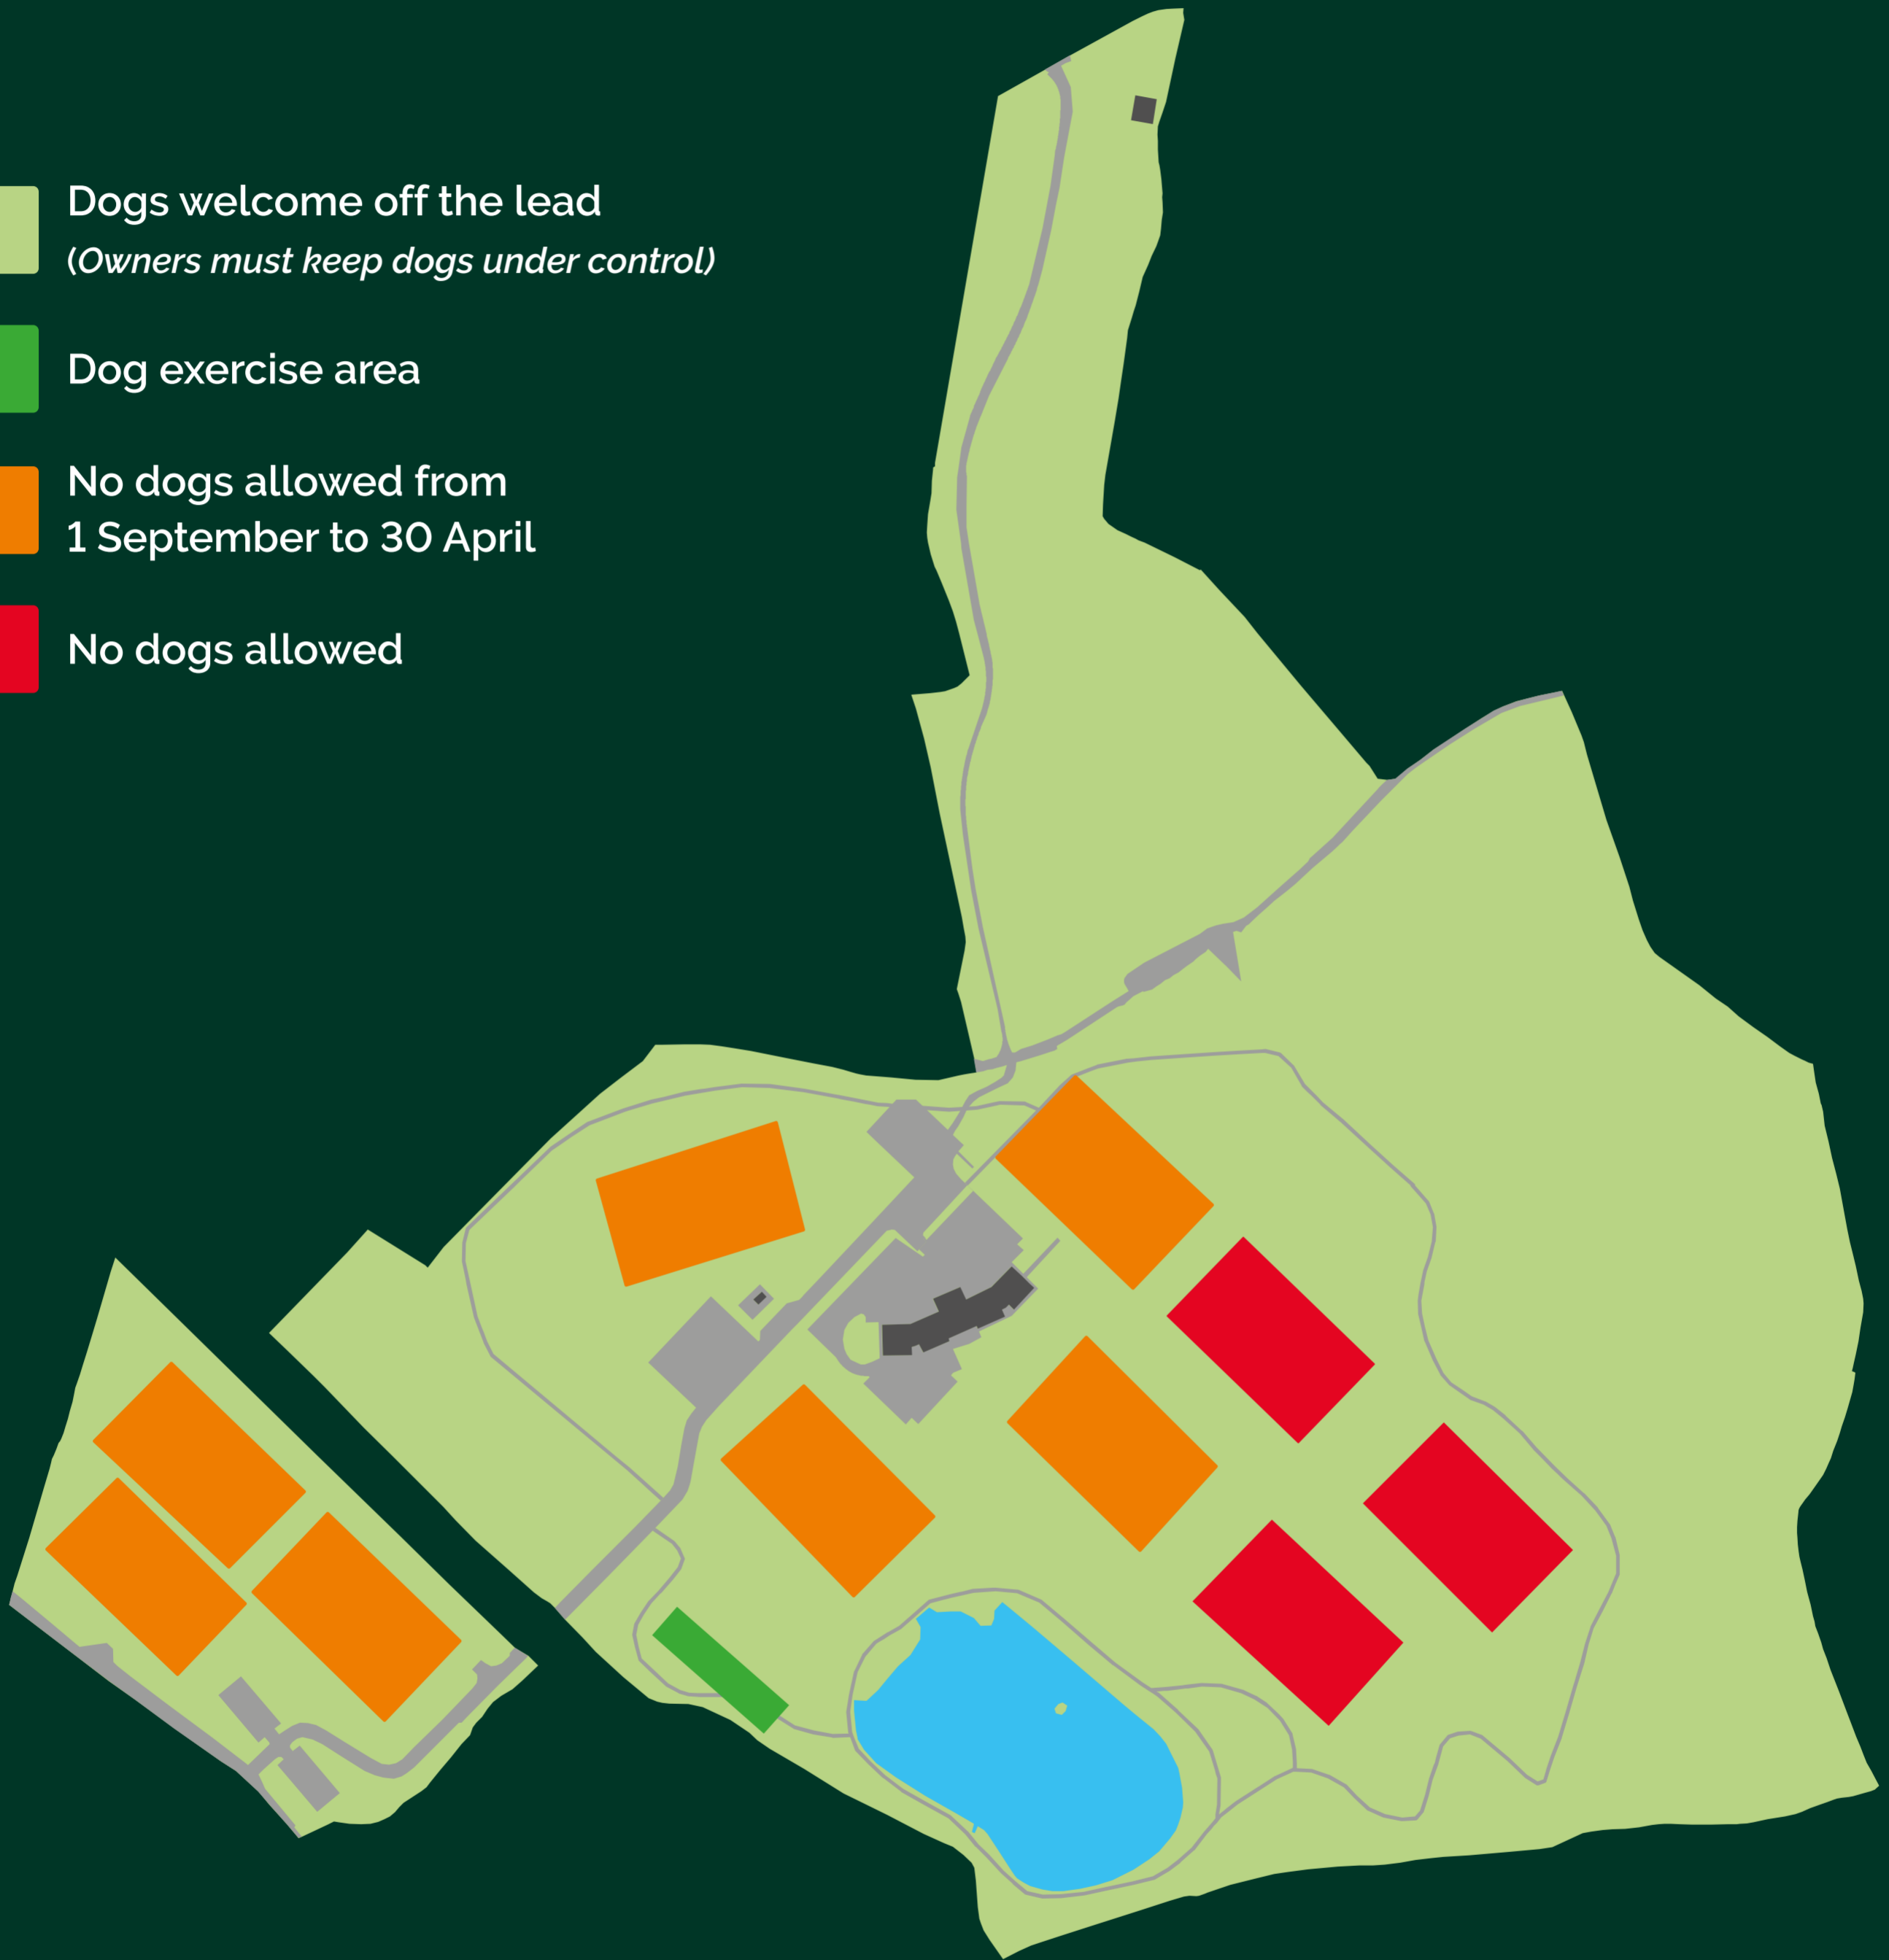 Dogs welcome off the lead
(Owners must keep dogs under control)
Dog exercise area
No dogs allowed from
1 September to 30 April
No dogs allowed